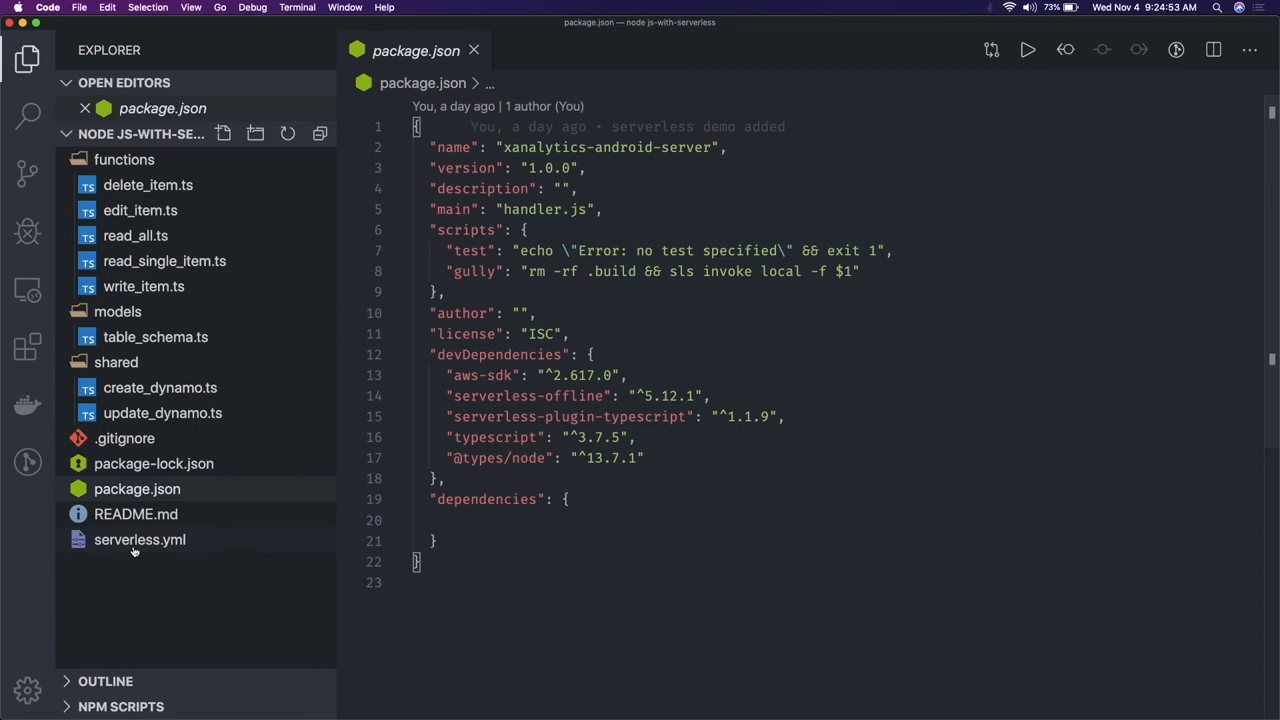 Code File Edit Selection View Go Debug Terminal Window Help 73% Wed Nov 4 9:24:53 AM
package.json — node js-with-serverless
EXPLORER
OPEN EDITORS
package.json
NODE JS-WITH-SE...
functions
TS delete_item.ts
TS edit_item.ts
TS read_all.ts
TS read_single_item.ts
TS write_item.ts
models
TS table_schema.ts
shared
TS create_dynamo.ts
TS update_dynamo.ts
.gitignore
package-lock.json
package.json
README.md
serverless.yml
OUTLINE
NPM SCRIPTS
package.json
package.json > ...
You, a day ago | 1 author (You)
1 { You, a day ago • serverless demo added
2 "name": "xanalytics-android-server",
3 "version": "1.0.0",
4 "description": "",
5 "main": "handler.js",
6 "scripts": {
7 "test": "echo \"Error: no test specified\" && exit 1",
8 "gully": "rm -rf .build && sls invoke local -f $1"
9 },
10 "author": "",
11 "license": "ISC",
12 "devDependencies": {
13 "aws-sdk": "^2.617.0",
14 "serverless-offline": "^5.12.1",
15 "serverless-plugin-typescript": "^1.1.9",
16 "typescript": "^3.7.5",
17 "@types/node": "^13.7.1"
18 },
19 "dependencies": {
20
21 }
22 }
23